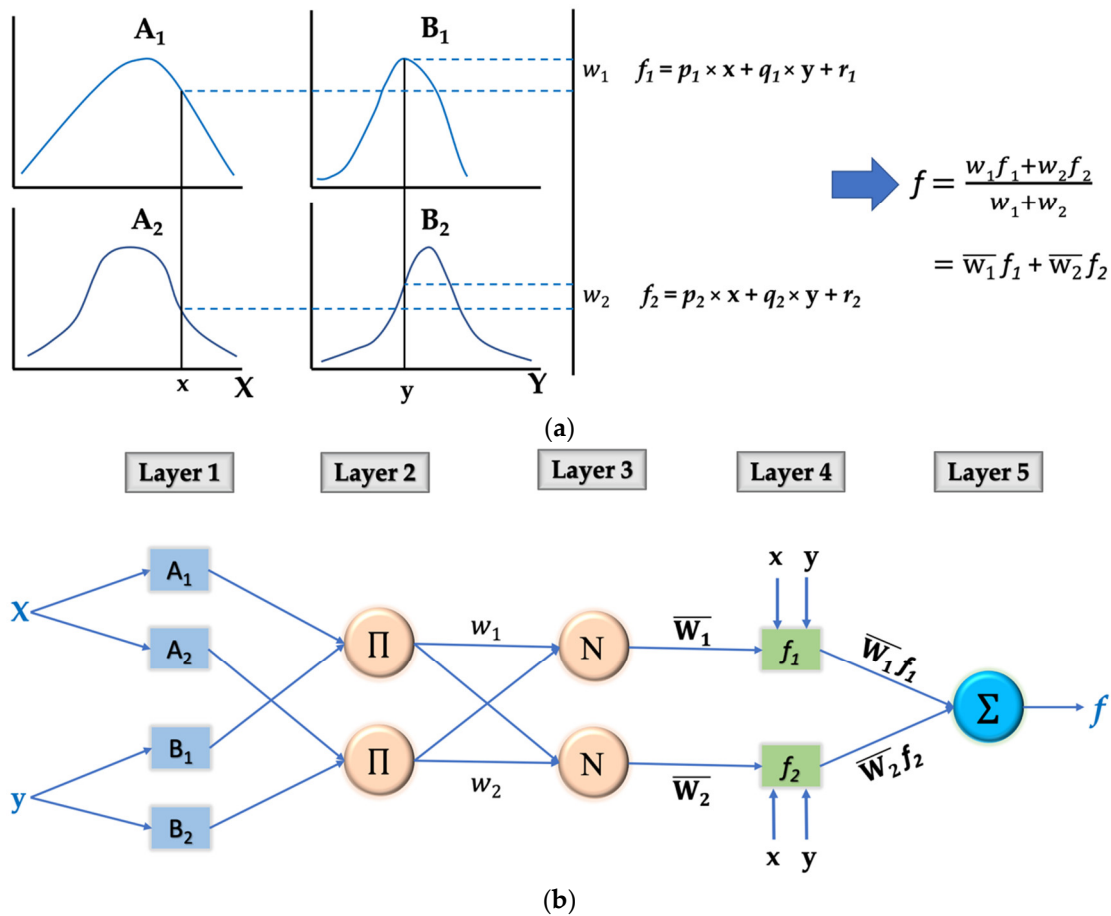 A₁
B₁
w₁ f₁ = p₁ × x + q₁ × y + r₁
A₂
B₂
w₂ f₂ = p₂ × x + q₂ × y + r₂
x X
y Y
f = (w₁f₁+w₂f₂)/(w₁+w₂)
= w̅₁ f₁ + w̅₂ f₂
(a)
Layer 1 Layer 2 Layer 3 Layer 4 Layer 5
x y
X
A₁
A₂
Π
w₁
N
W̅₁
f₁
W̅₁f₁
Σ
f
y
B₁
B₂
Π
w₂
N
W̅₂
f₂
W̅₂f₂
x y
(b)